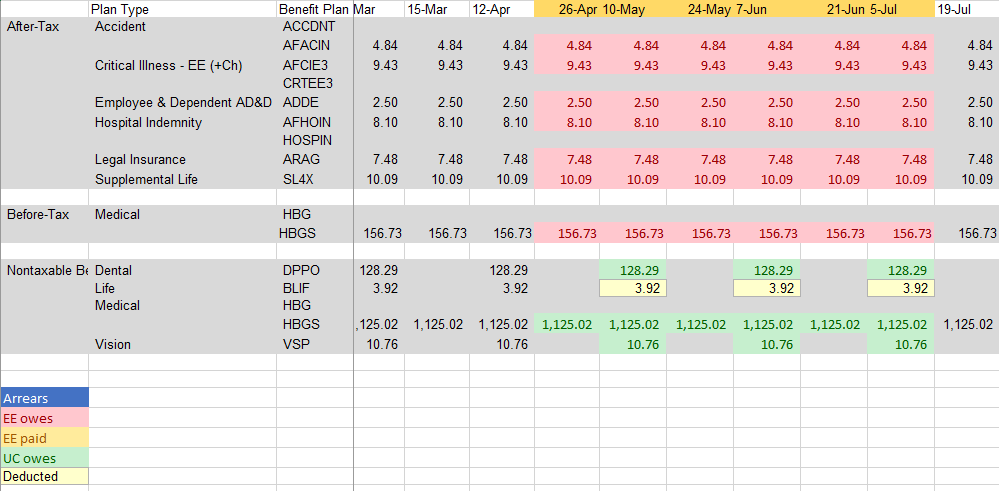 Plan Type Benefit Plan Mar 15-Mar 12-Apr 26-Apr 10-May 24-May 7-Jun 21-Jun 5-Jul 19-Jul
After-Tax Accident ACCDNT
AFACIN 4.84 4.84 4.84 4.84 4.84 4.84 4.84 4.84 4.84 4.84
Critical Illness - EE (+Ch) AFCIE3 9.43 9.43 9.43 9.43 9.43 9.43 9.43 9.43 9.43 9.43
CRTEE3
Employee & Dependent AD&D ADDE 2.50 2.50 2.50 2.50 2.50 2.50 2.50 2.50 2.50 2.50
Hospital Indemnity AFHOIN 8.10 8.10 8.10 8.10 8.10 8.10 8.10 8.10 8.10 8.10
HOSPIN
Legal Insurance ARAG 7.48 7.48 7.48 7.48 7.48 7.48 7.48 7.48 7.48 7.48
Supplemental Life SL4X 10.09 10.09 10.09 10.09 10.09 10.09 10.09 10.09 10.09 10.09
Before-Tax Medical HBG
HBGS 156.73 156.73 156.73 156.73 156.73 156.73 156.73 156.73 156.73 156.73
Nontaxable Be Dental DPPO 128.29 128.29 128.29 128.29 128.29
Life BLIF 3.92 3.92 3.92 3.92 3.92
Medical HBG
HBGS ,125.02 1,125.02 1,125.02 1,125.02 1,125.02 1,125.02 1,125.02 1,125.02 1,125.02 1,125.02
Vision VSP 10.76 10.76 10.76 10.76 10.76
Arrears
EE owes
EE paid
UC owes
Deducted